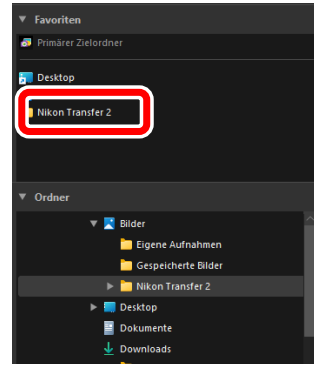 Favoriten
Primärer Zielordner
Desktop
Nikon Transfer 2
Ordner
Bilder
Eigene Aufnahmen
Gespeicherte Bilder
Nikon Transfer 2
Desktop
Dokumente
Downloads